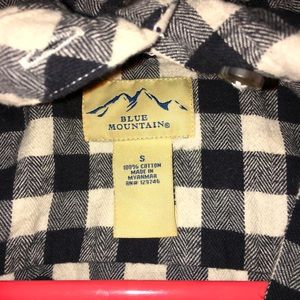 BLUE
MOUNTAIN®
S
100% COTTON
MADE IN
MYANMAR
RN# 129246